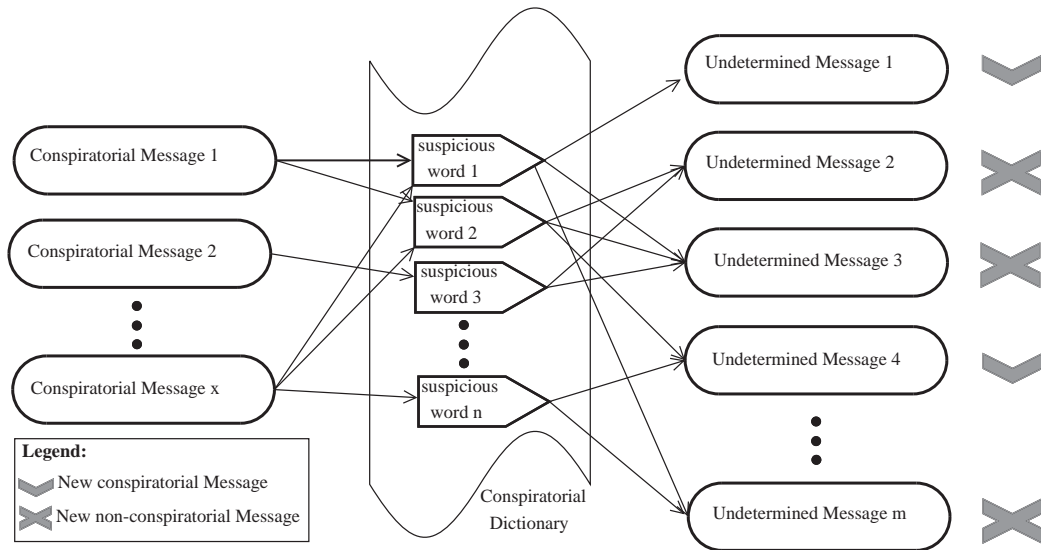 Conspiratorial Message 1
Conspiratorial Message 2
Conspiratorial Message x
suspicious
word 1
suspicious
word 2
suspicious
word 3
suspicious
word n
Conspiratorial
Dictionary
Undetermined Message 1
Undetermined Message 2
Undetermined Message 3
Undetermined Message 4
Undetermined Message m
Legend:
New conspiratorial Message
New non-conspiratorial Message